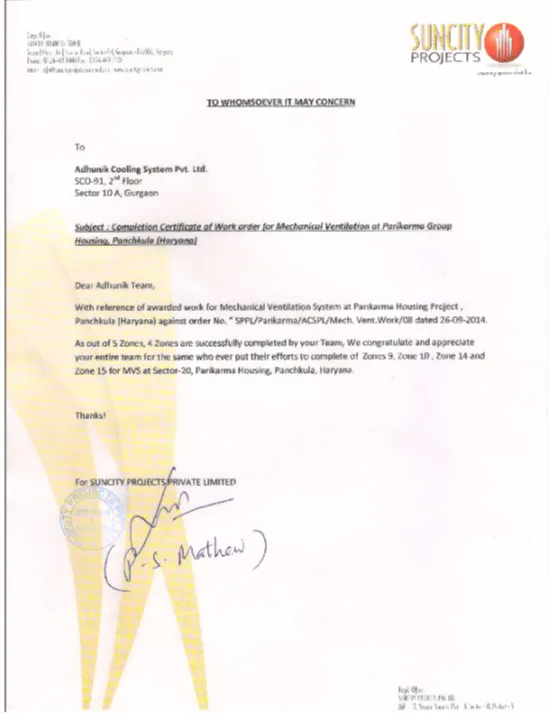 SUNCITY
PROJECTS
TO WHOMSOEVER IT MAY CONCERN
To
Adhunik Cooling System Pvt. Ltd.
SCO-91, 2nd Floor
Sector 10 A, Gurgaon
Subject : Completion Certificate of Work order for Mechanical Ventilation at Parikarma Group
Housing, Panchkula (Haryana)
Dear Adhunik Team,
With reference of awarded work for Mechanical Ventilation System at Parikarma Housing Project ,
Panchkula (Haryana) against order No. " SPPL/Parikarma/ACSPL/Mech. Vent.Work/08 dated 26-09-2014.
As out of 5 Zones, 4 Zones are successfully completed by your Team, We congratulate and appreciate
your entire team for the same who ever put their efforts to complete of Zones 9, Zone 10 , Zone 14 and
Zone 15 for MVS at Sector-20, Parikarma Housing, Panchkula, Haryana.
Thanks!
For SUNCITY PROJECTS PRIVATE LIMITED
(P.S. Mathew)